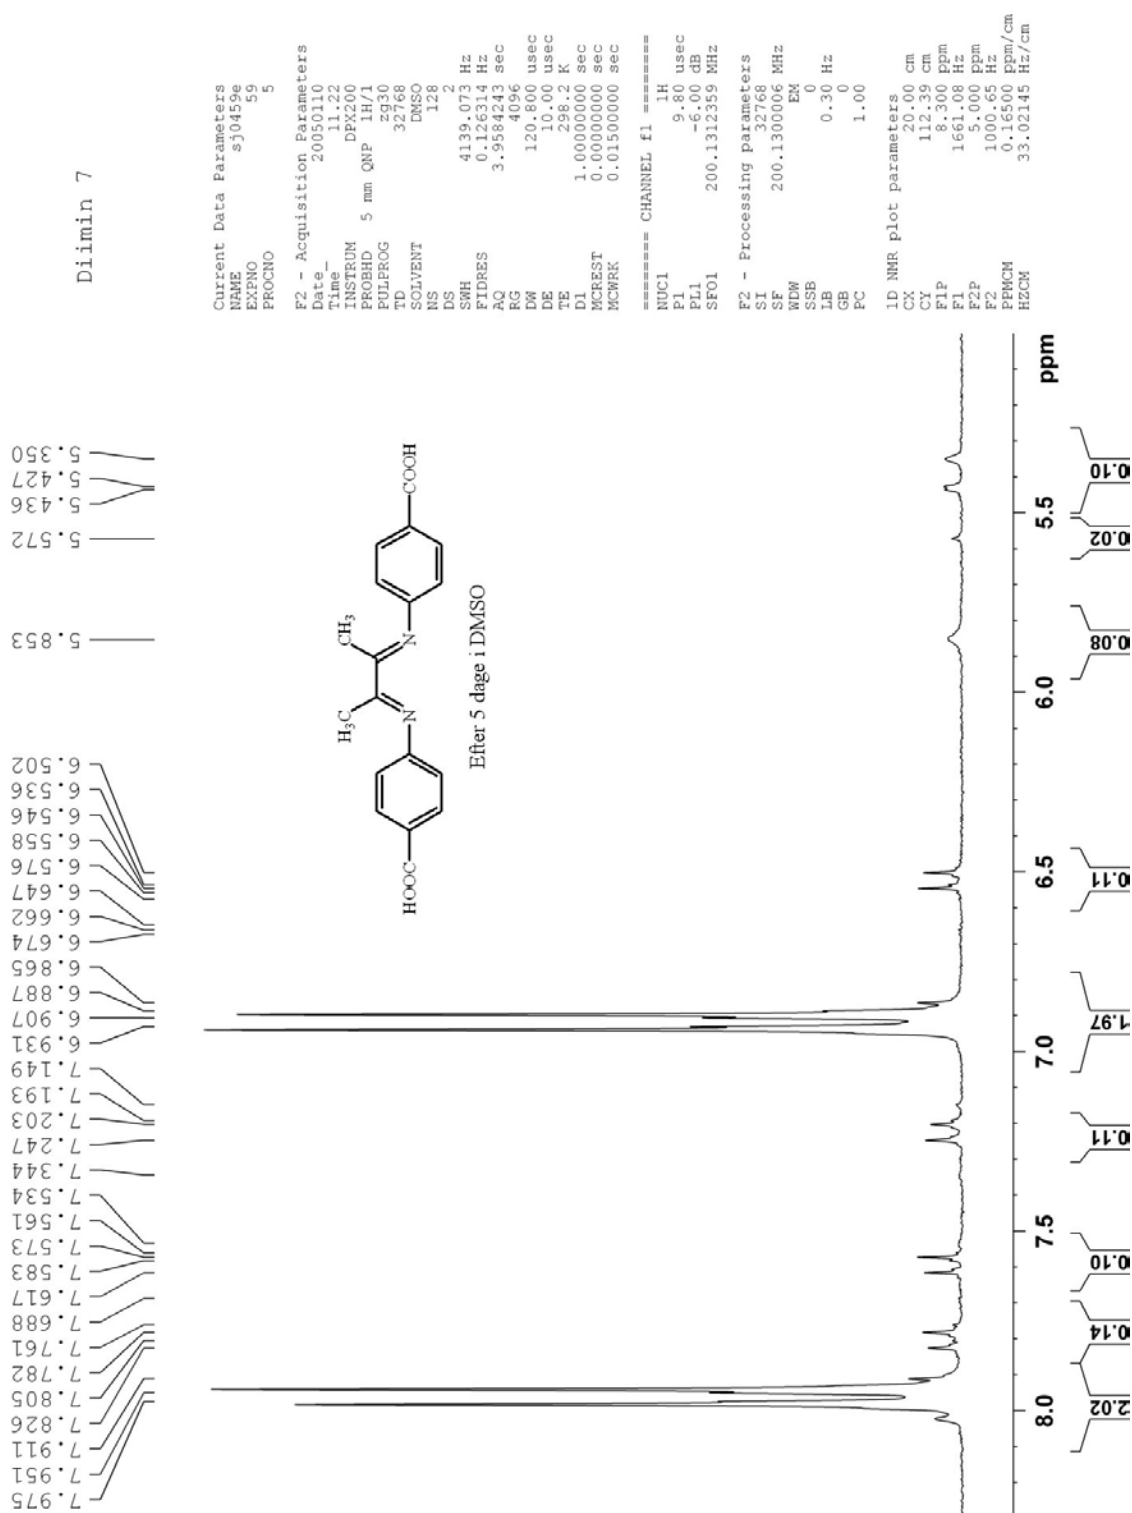 Diimin 7
Current Data Parameters
NAME sj0459e
EXPNO 59
PROCNO 5
F2 - Acquisition Parameters
Date_ 20050110
Time 11.22
INSTRUM DPX200
PROBHD 5 mm QNP 1H/1
PULPROG zg30
TD 32768
SOLVENT DMSO
NS 128
DS 2
SWH 4139.073 Hz
FIDRES 0.126314 Hz
AQ 3.9584243 sec
RG 4096
DW 120.800 usec
DE 10.00 usec
TE 298.2 K
D1 1.00000000 sec
MCREST 0.00000000 sec
MCWRK 0.01500000 sec
======== CHANNEL f1 ========
NUC1 1H
P1 9.80 usec
PL1 -6.00 dB
SFO1 200.1312359 MHz
F2 - Processing parameters
SI 32768
SF 200.1300006 MHz
WDW EM
SSB 0
LB 0.30 Hz
GB 0
PC 1.00
1D NMR plot parameters
CX 20.00 cm
CY 112.39 cm
F1P 8.300 ppm
F1 1661.08 Hz
F2P 5.000 ppm
F2 1000.65 Hz
PPMCM 0.16500 ppm/cm
HZCM 33.02145 Hz/cm
7.975
7.951
7.911
7.826
7.805
7.782
7.761
7.688
7.617
7.583
7.573
7.561
7.534
7.344
7.247
7.203
7.193
7.149
6.931
6.907
6.887
6.865
6.674
6.662
6.647
6.576
6.558
6.546
6.536
6.502
5.853
5.572
5.436
5.427
5.350
H3C
CH3
N
N
HOOC
COOH
Efter 5 dage i DMSO
8.0
7.5
7.0
6.5
6.0
5.5
ppm
2.02
0.14
0.10
0.11
1.97
0.11
0.08
0.02
0.10